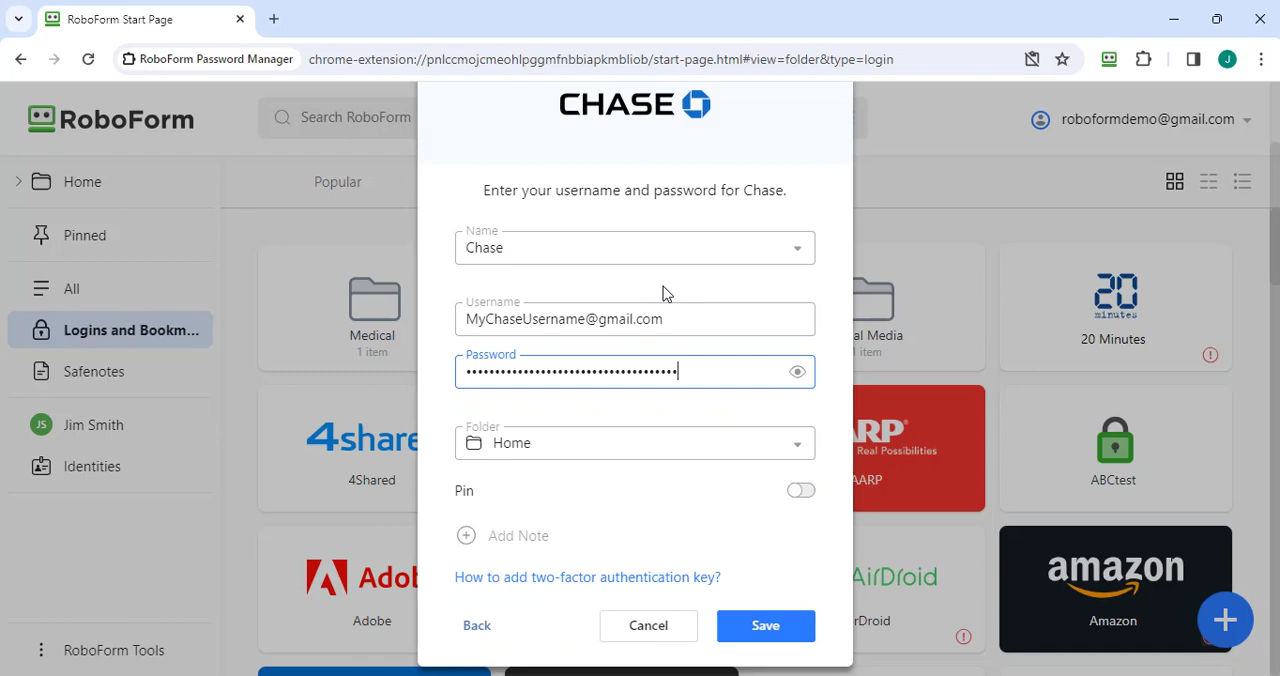 RoboForm Start Page
RoboForm Password Manager
chrome-extension://pnlccmojcmeohlpggmfnbbiapkmbliob/start-page.html#view=folder&type=login
J
RoboForm
Search RoboForm
roboformdemo@gmail.com
Home
Pinned
All
Logins and Bookm...
Safenotes
JS Jim Smith
Identities
RoboForm Tools
Popular
Medical
1 item
4share
4Shared
Adob
Adobe
CHASE
Enter your username and password for Chase.
Name
Chase
Username
MyChaseUsername@gmail.com
Password
Folder
Home
Pin
Add Note
How to add two-factor authentication key?
Back
Cancel
Save
al Media
1 item
20
minutes
20 Minutes
ARP
Real Possibilities
AARP
ABCtest
AirDroid
Droid
amazon
Amazon